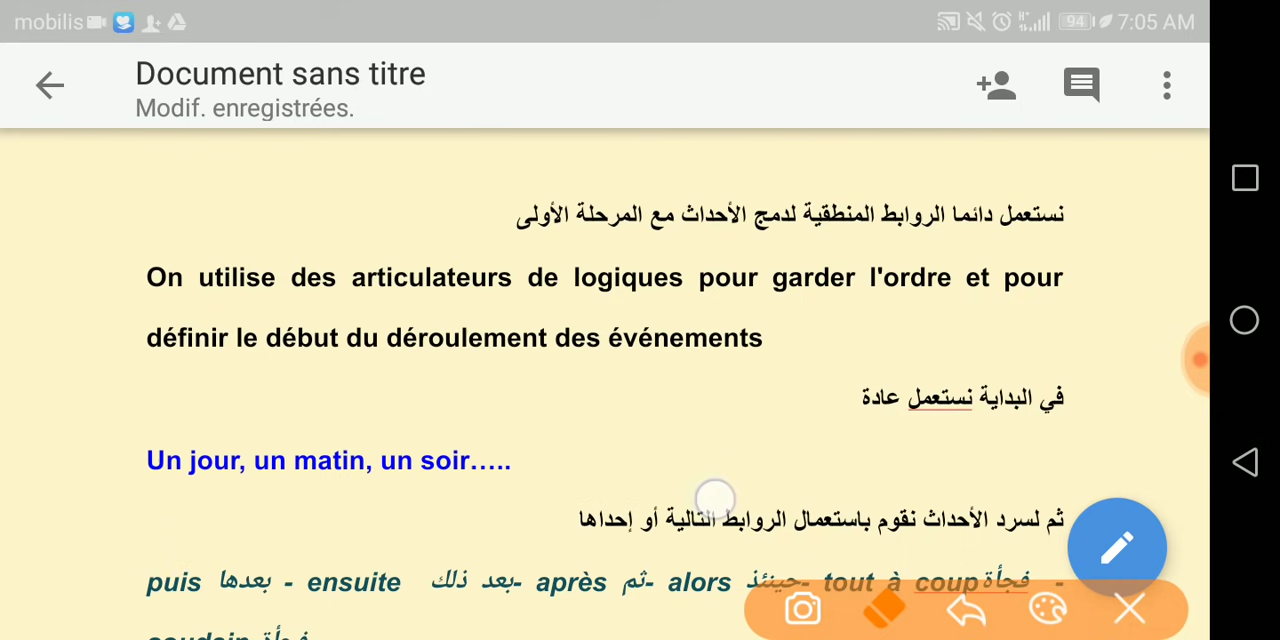 mobilis 94 7:05 AM
Document sans titre
Modif. enregistrées.
نستعمل دائما الروابط المنطقية لدمج الأحداث مع المرحلة الأولى
On utilise des articulateurs de logiques pour garder l'ordre et pour
définir le début du déroulement des événements
في البداية نستعمل عادة
Un jour, un matin, un soir…..
ثم لسرد الأحداث نقوم باستعمال الروابط التالية أو إحداها
puis بعدها - ensuite بعد ذلك- après ثم- alors حينئذ- tout à coup فجأة -
soudain فجأة